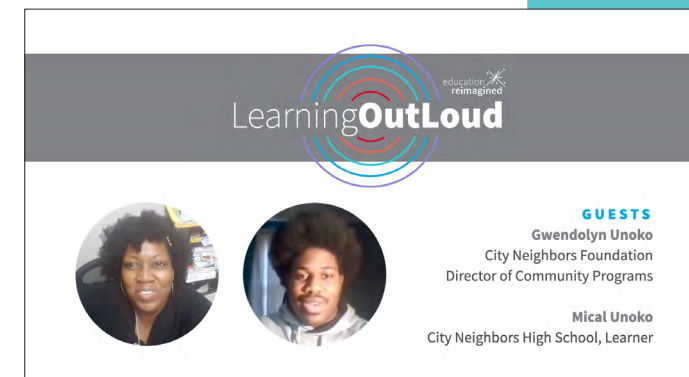 education
reimagined
LearningOutLoud
GUESTS
Gwendolyn Unoko
City Neighbors Foundation
Director of Community Programs
Mical Unoko
City Neighbors High School, Learner